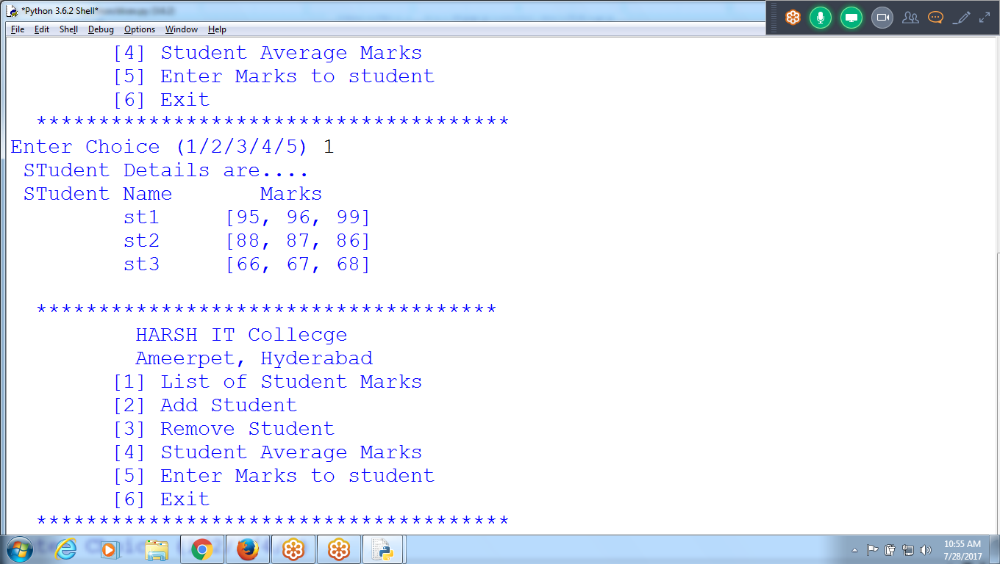 *Python 3.6.2 Shell*
File Edit Shell Debug Options Window Help
[4] Student Average Marks
[5] Enter Marks to student
[6] Exit
**************************************
Enter Choice (1/2/3/4/5) 1
STudent Details are....
STudent Name Marks
st1 [95, 96, 99]
st2 [88, 87, 86]
st3 [66, 67, 68]
*************************************
HARSH IT Collecge
Ameerpet, Hyderabad
[1] List of Student Marks
[2] Add Student
[3] Remove Student
[4] Student Average Marks
[5] Enter Marks to student
[6] Exit
**************************************
10:55 AM
7/28/2017